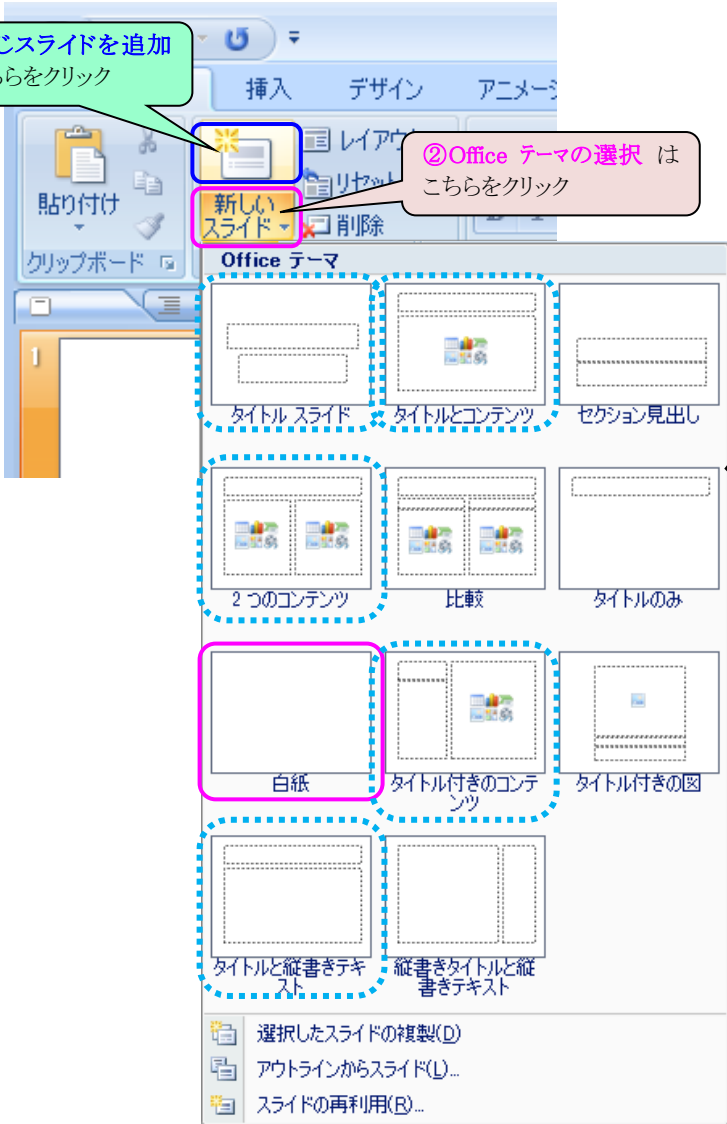 じスライドを追加
らをクリック
挿入
デザイン
アニメーシ
レイアウ
②Office テーマの選択 は
こちらをクリック
リセット
貼り付け
新しい
スライド
削除
クリップボード
Office テーマ
1
タイトル スライド
タイトルとコンテンツ
セクション見出し
2 つのコンテンツ
比較
タイトルのみ
白紙
タイトル付きのコンテ
ンツ
タイトル付きの図
タイトルと縦書きテキ
スト
縦書きタイトルと縦
書きテキスト
選択したスライドの複製(D)
アウトラインからスライド(L)...
スライドの再利用(R)...